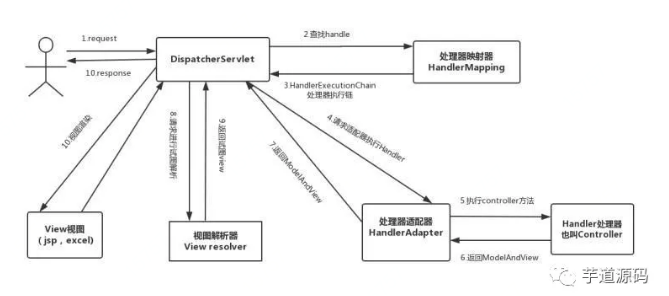 1.request
10.response
DispatcherServlet
2 查找handle
处理器映射器
HandlerMapping
3.HandlerExecutionChain
处理器执行链
4.请求适配器执行Handler
7.返回ModelAndView
8.请求进行试图解析
9.返回试图view
10.视图渲染
View视图
(jsp , excel)
视图解析器
View resolver
处理器适配器
HandlerAdapter
5 .执行controller方法
6 返回ModelAndView
Handler处理器
也叫Controller
芋道源码